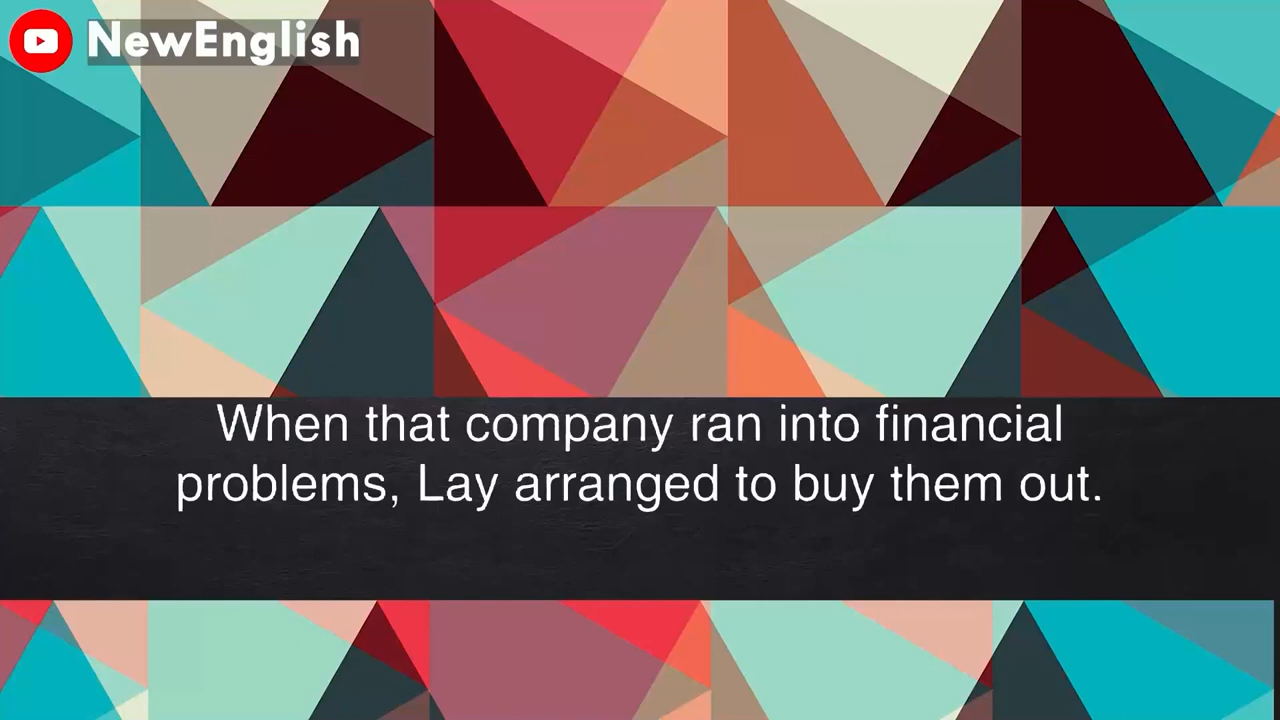 NewEnglish
When that company ran into financial
problems, Lay arranged to buy them out.